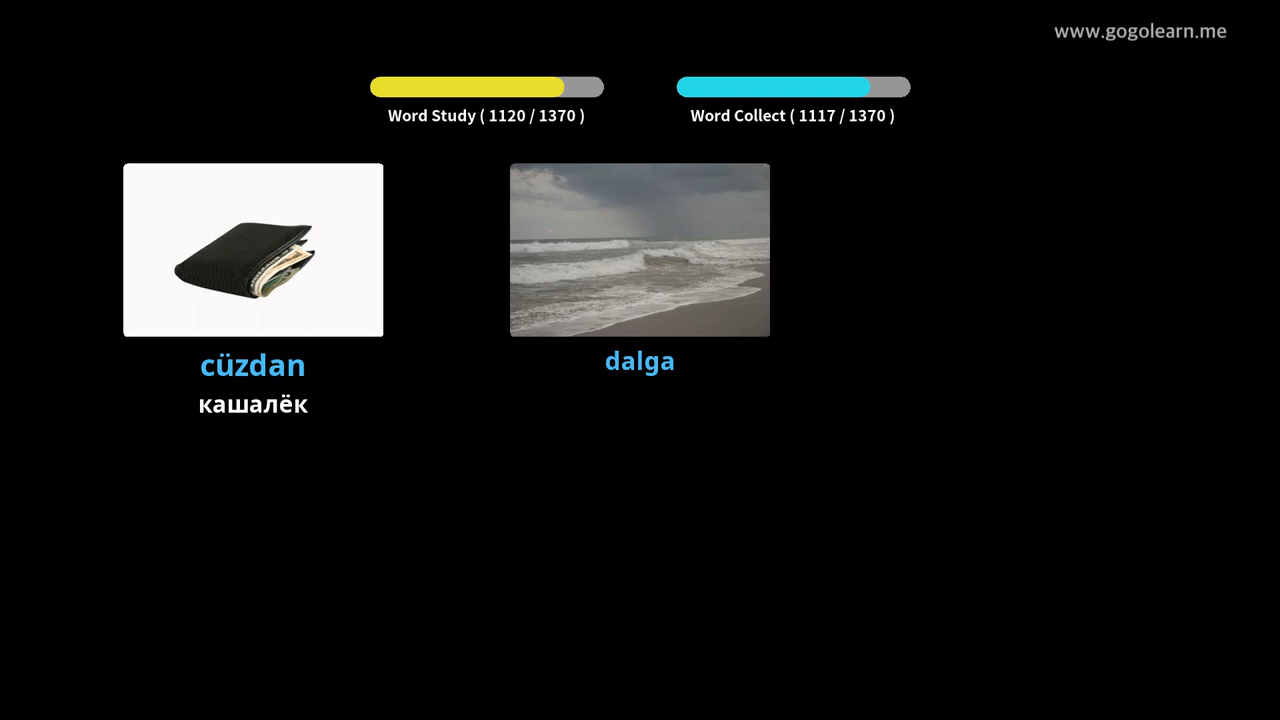 www.gogolearn.me
Word Study ( 1120 / 1370 )
Word Collect ( 1117 / 1370 )
cüzdan
кашалёк
dalga